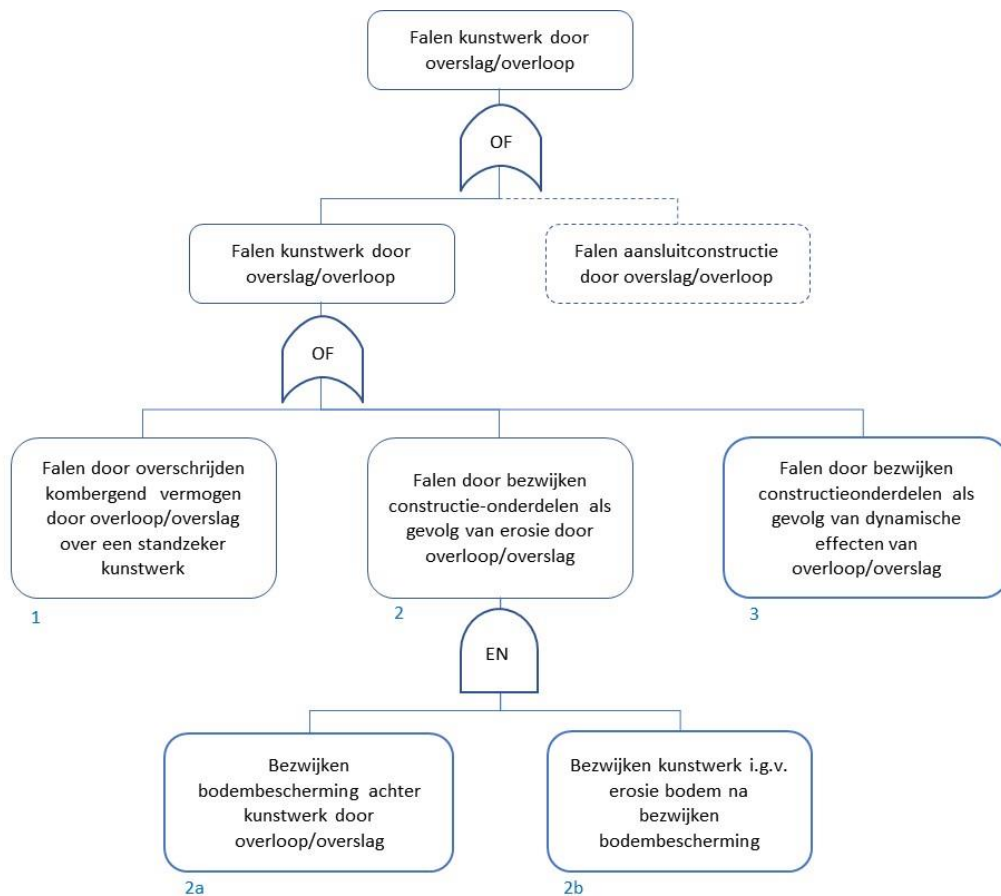 Falen kunstwerk door
overslag/overloop
OF
Falen kunstwerk door
overslag/overloop
Falen aansluitconstructie
door overslag/overloop
OF
Falen door overschrijden
kombergend vermogen
door overloop/overslag
over een standzeker
kunstwerk
1
Falen door bezwijken
constructie-onderdelen als
gevolg van erosie door
overloop/overslag
2
Falen door bezwijken
constructieonderdelen als
gevolg van dynamische
effecten van
overloop/overslag
3
EN
Bezwijken
bodembescherming achter
kunstwerk door
overloop/overslag
2a
Bezwijken kunstwerk i.g.v.
erosie bodem na
bezwijken
bodembescherming
2b